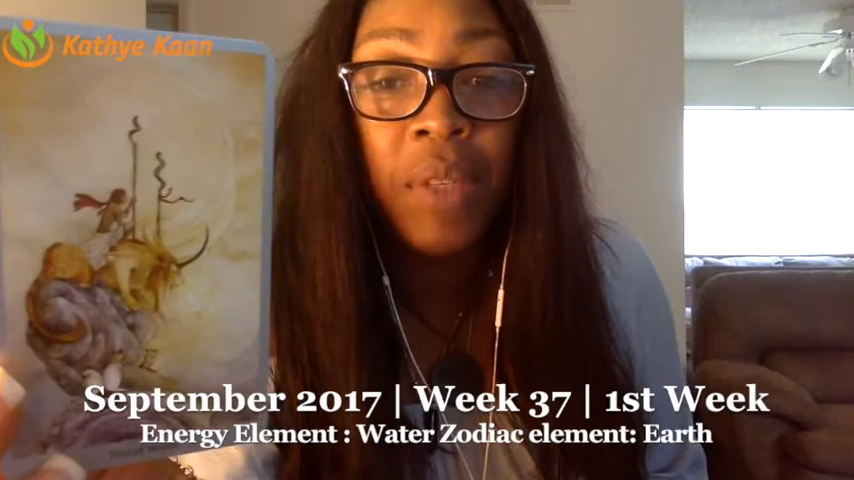 Kathye Kaan
September 2017 | Week 37 | 1st Week
Energy Element : Water Zodiac element: Earth